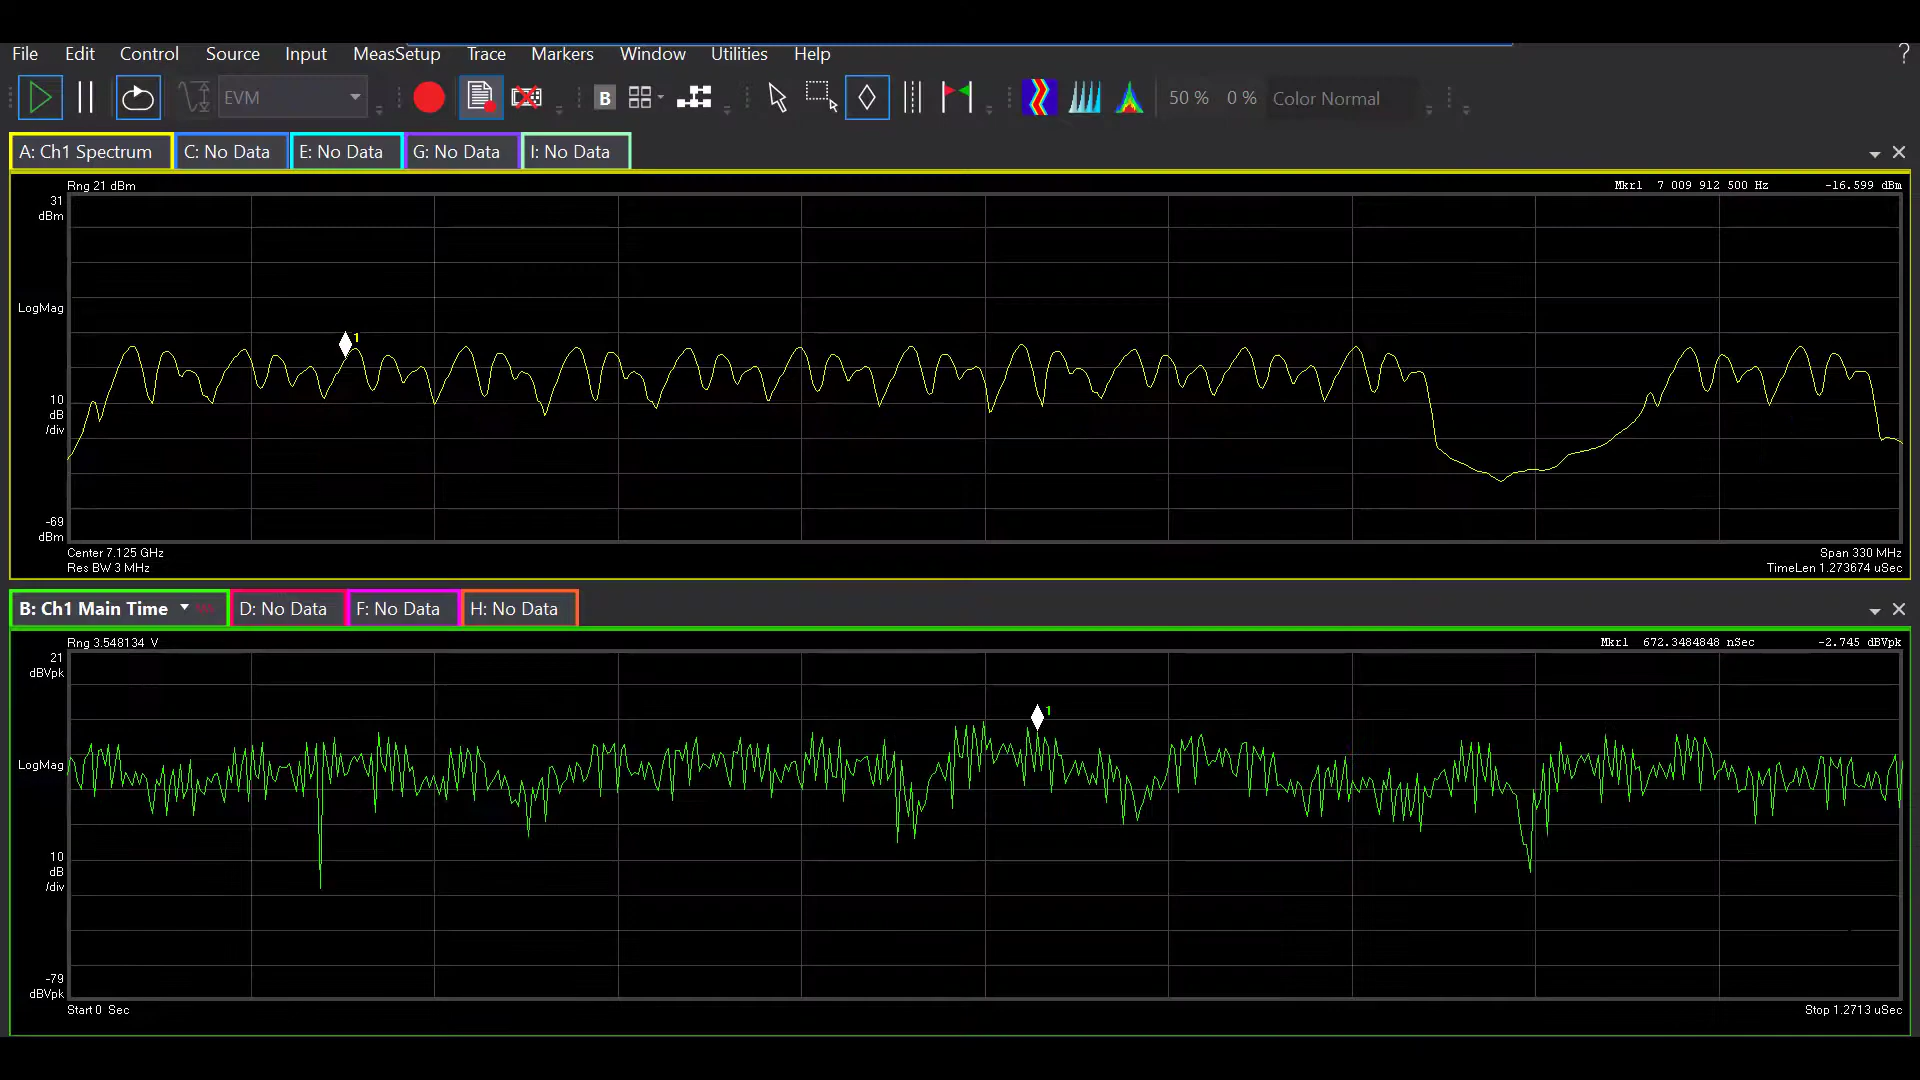 File Edit Control Source Input MeasSetup Trace Markers Window Utilities Help ?
EVM B 50 % 0 % Color Normal
A: Ch1 Spectrum C: No Data E: No Data G: No Data I: No Data
Rng 21 dBm Mkr1 7 009 912 500 Hz -16.599 dBm
31
dBm
1
LogMag
10
dB
/div
-69
dBm
Center 7.125 GHz Span 330 MHz
Res BW 3 MHz TimeLen 1.273674 uSec
B: Ch1 Main Time D: No Data F: No Data H: No Data
Rng 3.548134 V Mkr1 672.3484848 nSec -2.745 dBVpk
21
dBVpk
1
LogMag
10
dB
/div
-79
dBVpk
Start 0 Sec Stop 1.2713 uSec